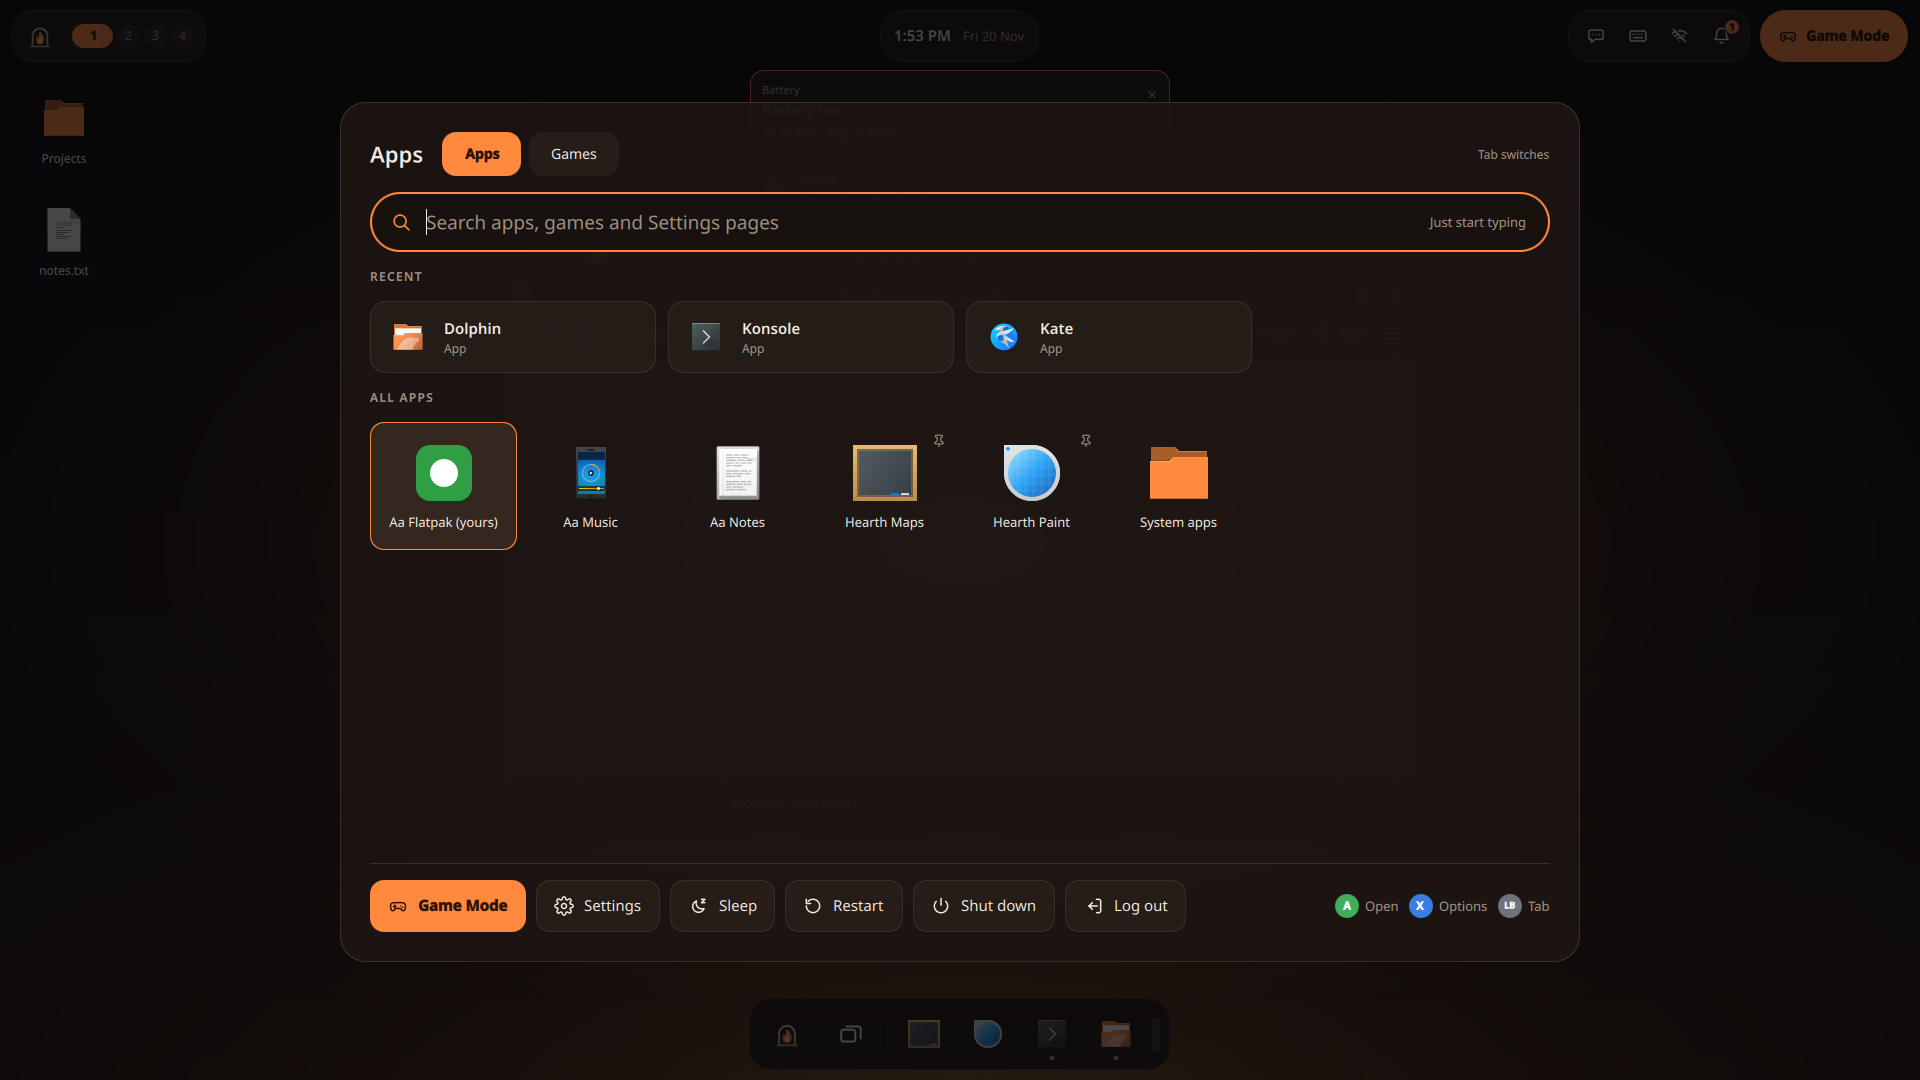 1 2 3 4
1:53 PM Fri 20 Nov
1
Game Mode
Projects
notes.txt
Battery
Battery low
Apps
Apps
Games
Tab switches
Search apps, games and Settings pages
Just start typing
RECENT
Dolphin
App
Konsole
App
Kate
App
ALL APPS
Aa Flatpak (yours)
Aa Music
Aa Notes
Hearth Maps
Hearth Paint
System apps
Game Mode
Settings
Sleep
Restart
Shut down
Log out
A Open
X Options
LB Tab